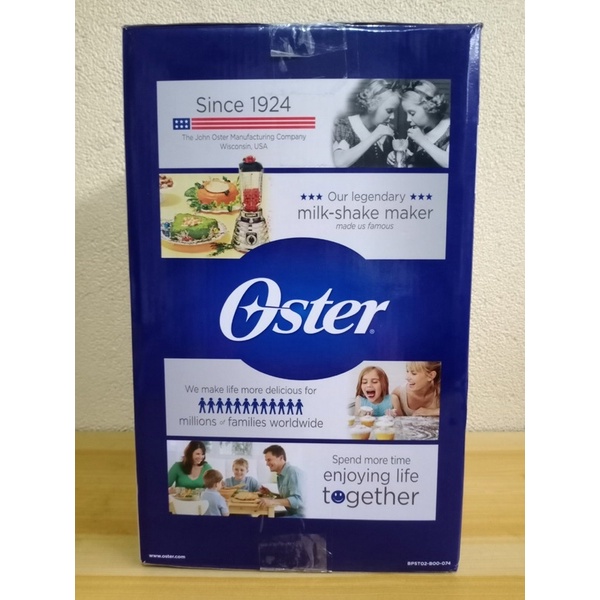 Since 1924
The John Oster Manufacturing Company
Wisconsin, USA
Our legendary
milk-shake maker
made us famous
Oster®
We make life more delicious for
millions of families worldwide
Spend more time
enjoying life
together
www.oster.com
BPST02-B00-074